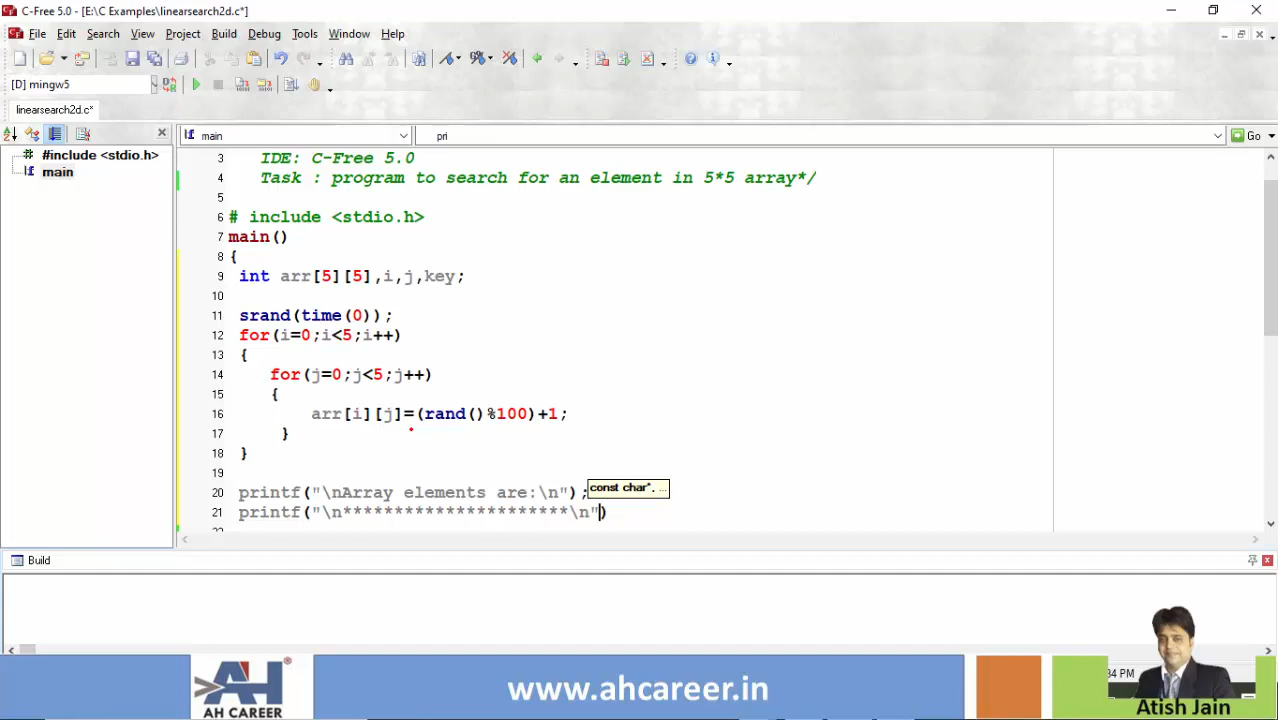 C-Free 5.0 - [E:\C Examples\linearsearch2d.c*]
File Edit Search View Project Build Debug Tools Window Help
[D] mingw5
linearsearch2d.c*
main
pri
Go
#include <stdio.h>
main
3 IDE: C-Free 5.0
4 Task : program to search for an element in 5*5 array*/
5
6 # include <stdio.h>
7 main()
8 {
9 int arr[5][5],i,j,key;
10
11 srand(time(0));
12 for(i=0;i<5;i++)
13 {
14 for(j=0;j<5;j++)
15 {
16 arr[i][j]=(rand()%100)+1;
17 }
18 }
19
20 printf("\nArray elements are:\n");
const char*, ...
21 printf("\n**********************\n")
Build
AH
AH CAREER
www.ahcareer.in
34 PM
Atish Jain